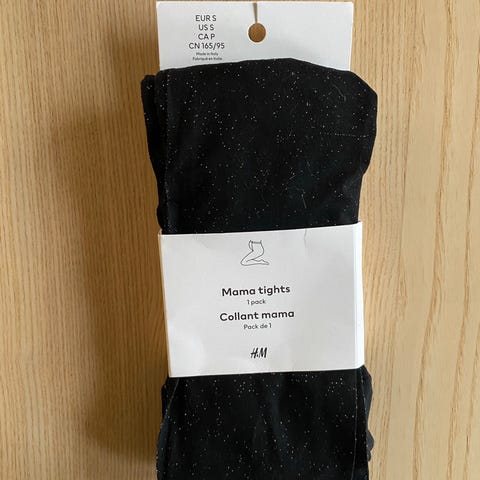 EUR S
US S
CA P
CN 165/95
Made in Italy
Fabriqué en Italie
Mama tights
1 pack
Collant mama
Pack de 1
H&M